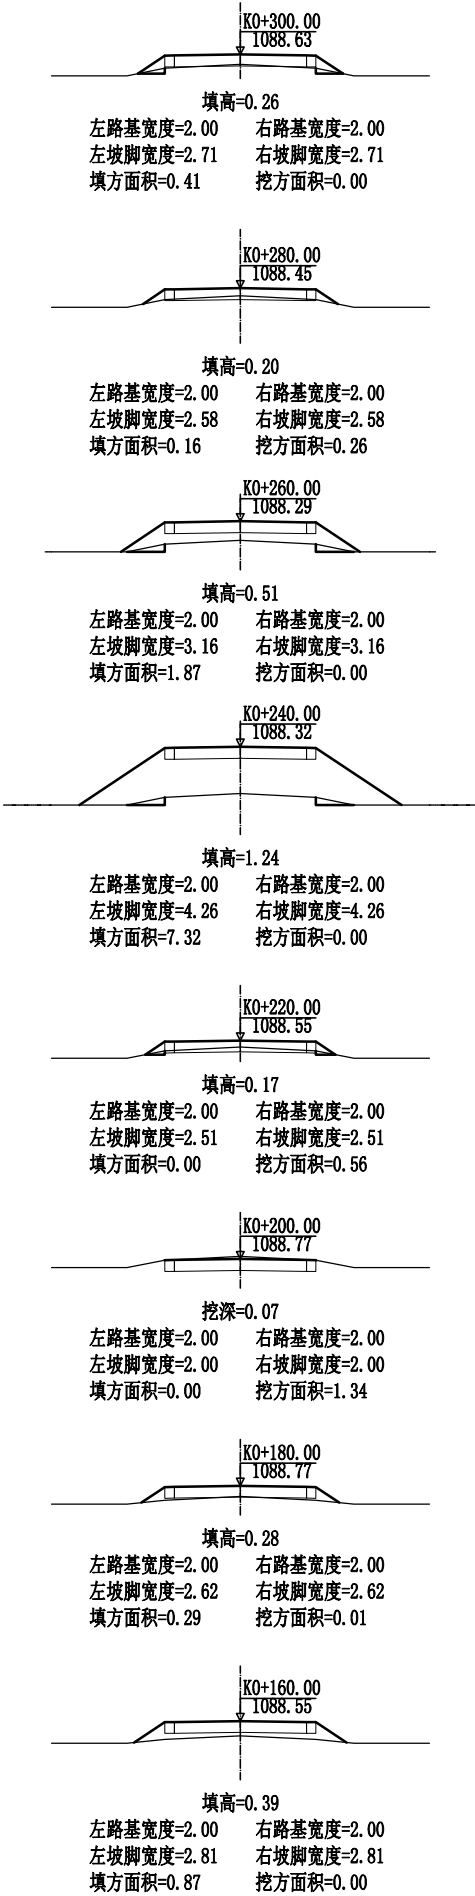 K0+300.00
1088.63
填高=0.26
左路基宽度=2.00 右路基宽度=2.00
左坡脚宽度=2.71 右坡脚宽度=2.71
填方面积=0.41 挖方面积=0.00
K0+280.00
1088.45
填高=0.20
左路基宽度=2.00 右路基宽度=2.00
左坡脚宽度=2.58 右坡脚宽度=2.58
填方面积=0.16 挖方面积=0.26
K0+260.00
1088.29
填高=0.51
左路基宽度=2.00 右路基宽度=2.00
左坡脚宽度=3.16 右坡脚宽度=3.16
填方面积=1.87 挖方面积=0.00
K0+240.00
1088.32
填高=1.24
左路基宽度=2.00 右路基宽度=2.00
左坡脚宽度=4.26 右坡脚宽度=4.26
填方面积=7.32 挖方面积=0.00
K0+220.00
1088.55
填高=0.17
左路基宽度=2.00 右路基宽度=2.00
左坡脚宽度=2.51 右坡脚宽度=2.51
填方面积=0.00 挖方面积=0.56
K0+200.00
1088.77
挖深=0.07
左路基宽度=2.00 右路基宽度=2.00
左坡脚宽度=2.00 右坡脚宽度=2.00
填方面积=0.00 挖方面积=1.34
K0+180.00
1088.77
填高=0.28
左路基宽度=2.00 右路基宽度=2.00
左坡脚宽度=2.62 右坡脚宽度=2.62
填方面积=0.29 挖方面积=0.01
K0+160.00
1088.55
填高=0.39
左路基宽度=2.00 右路基宽度=2.00
左坡脚宽度=2.81 右坡脚宽度=2.81
填方面积=0.87 挖方面积=0.00